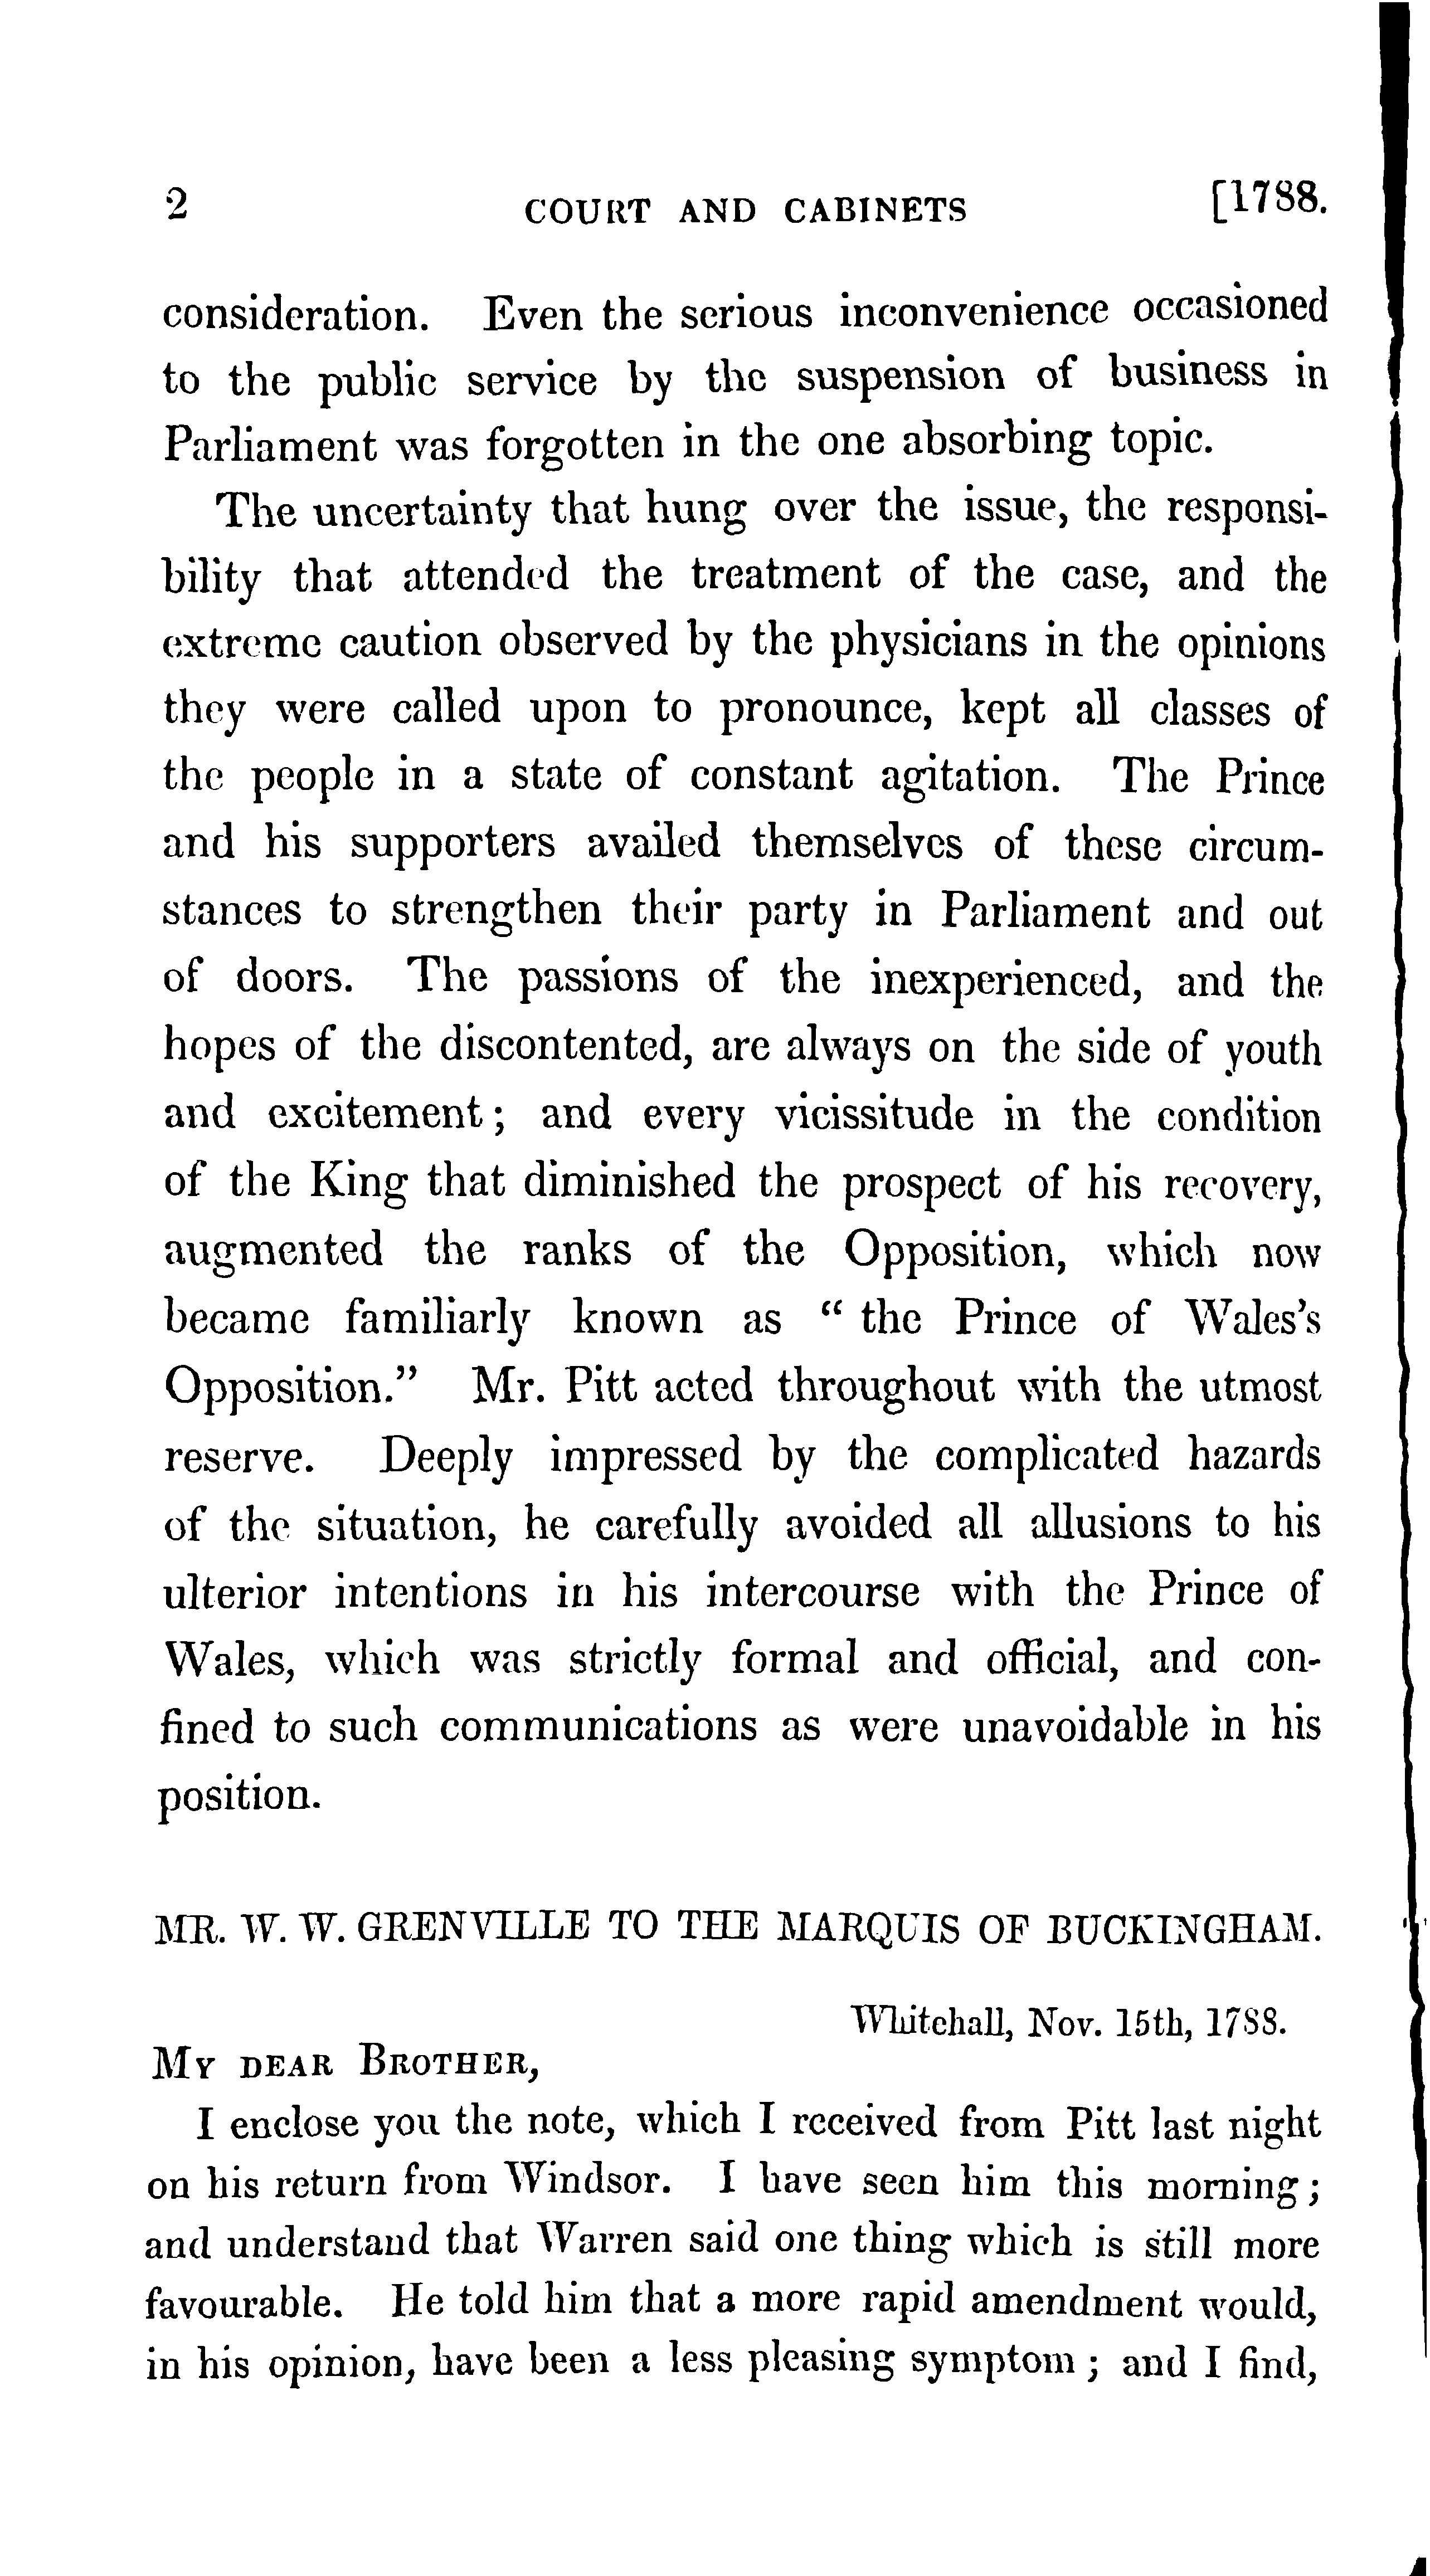 2 COURT AND CABINETS [1788.
consideration. Even the serious inconvenience occasioned
to the public service by the suspension of business in
Parliament was forgotten in the one absorbing topic.
The uncertainty that hung over the issue, the responsi-
bility that attended the treatment of the case, and the
extreme caution observed by the physicians in the opinions
they were called upon to pronounce, kept all classes of
the people in a state of constant agitation. The Prince
and his supporters availed themselves of these circum-
stances to strengthen their party in Parliament and out
of doors. The passions of the inexperienced, and the
hopes of the discontented, are always on the side of youth
and excitement; and every vicissitude in the condition
of the King that diminished the prospect of his recovery,
augmented the ranks of the Opposition, which now
became familiarly known as " the Prince of Wales's
Opposition." Mr. Pitt acted throughout with the utmost
reserve. Deeply impressed by the complicated hazards
of the situation, he carefully avoided all allusions to his
ulterior intentions in his intercourse with the Prince of
Wales, which was strictly formal and official, and con-
fined to such communications as were unavoidable in his
position.
MR. W. W. GRENVILLE TO THE MARQUIS OF BUCKINGHAM.
Whitehall, Nov. 15th, 1788.
MY DEAR BROTHER,
I enclose you the note, which I received from Pitt last night
on his return from Windsor. I have seen him this morning;
and understand that Warren said one thing which is still more
favourable. He told him that a more rapid amendment would,
in his opinion, have been a less pleasing symptom; and I find,